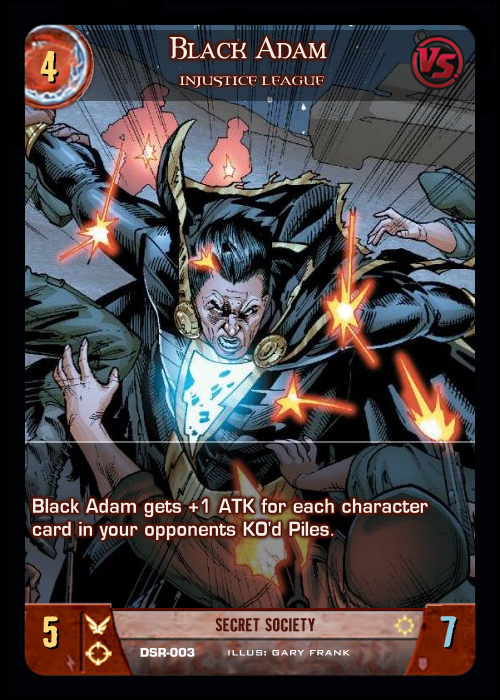 4
Black Adam
VS.
Injustice League
Black Adam gets +1 ATK for each character
card in your opponents KO'd Piles.
5
SECRET SOCIETY
7
DSR-003 ILLUS: GARY FRANK